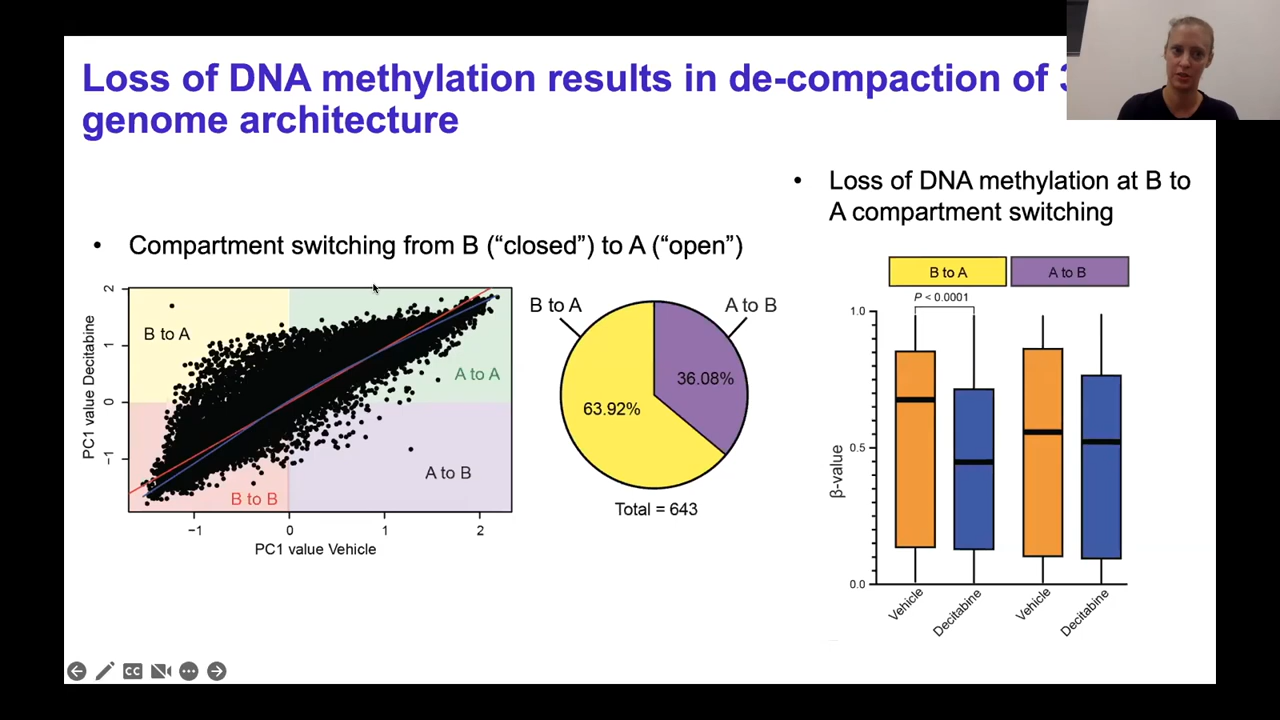 Loss of DNA methylation results in de-compaction of
genome architecture
• Loss of DNA methylation at B to
A compartment switching
• Compartment switching from B (“closed”) to A (“open”)
2
1
0
−1
PC1 value Decitabine
B to A
A to A
A to B
B to B
−1
0
1
2
PC1 value Vehicle
B to A
A to B
63.92%
36.08%
Total = 643
B to A
A to B
P < 0.0001
1.0
0.5
0.0
β-value
Vehicle
Decitabine
Vehicle
Decitabine
CC